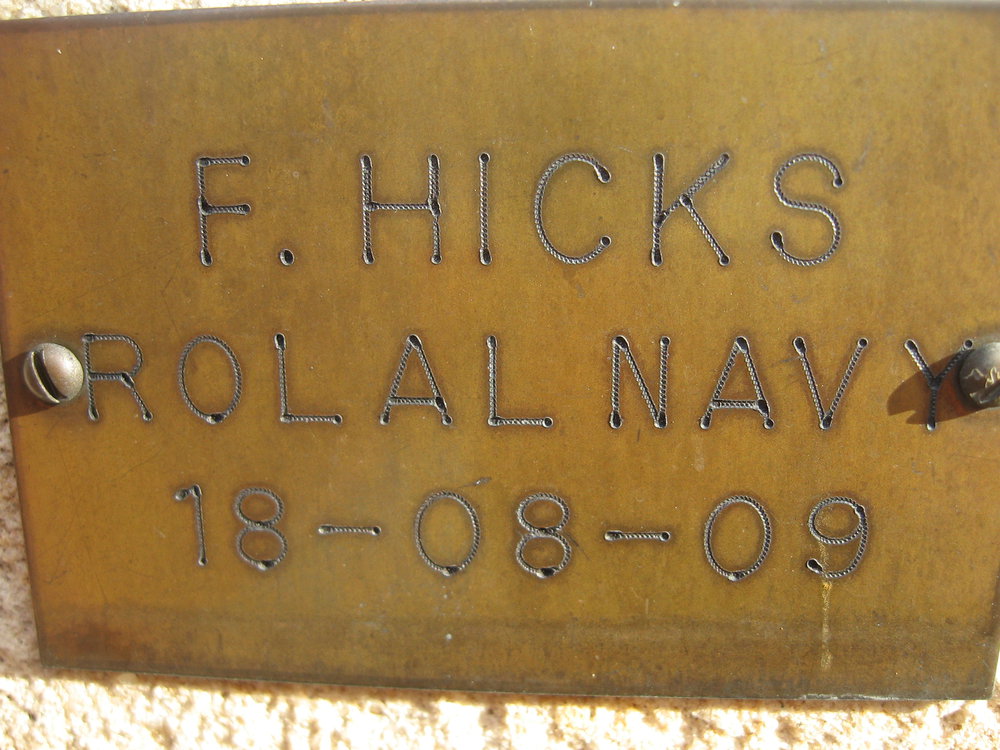 F. HICKS
ROLAL NAVY
18-08-09